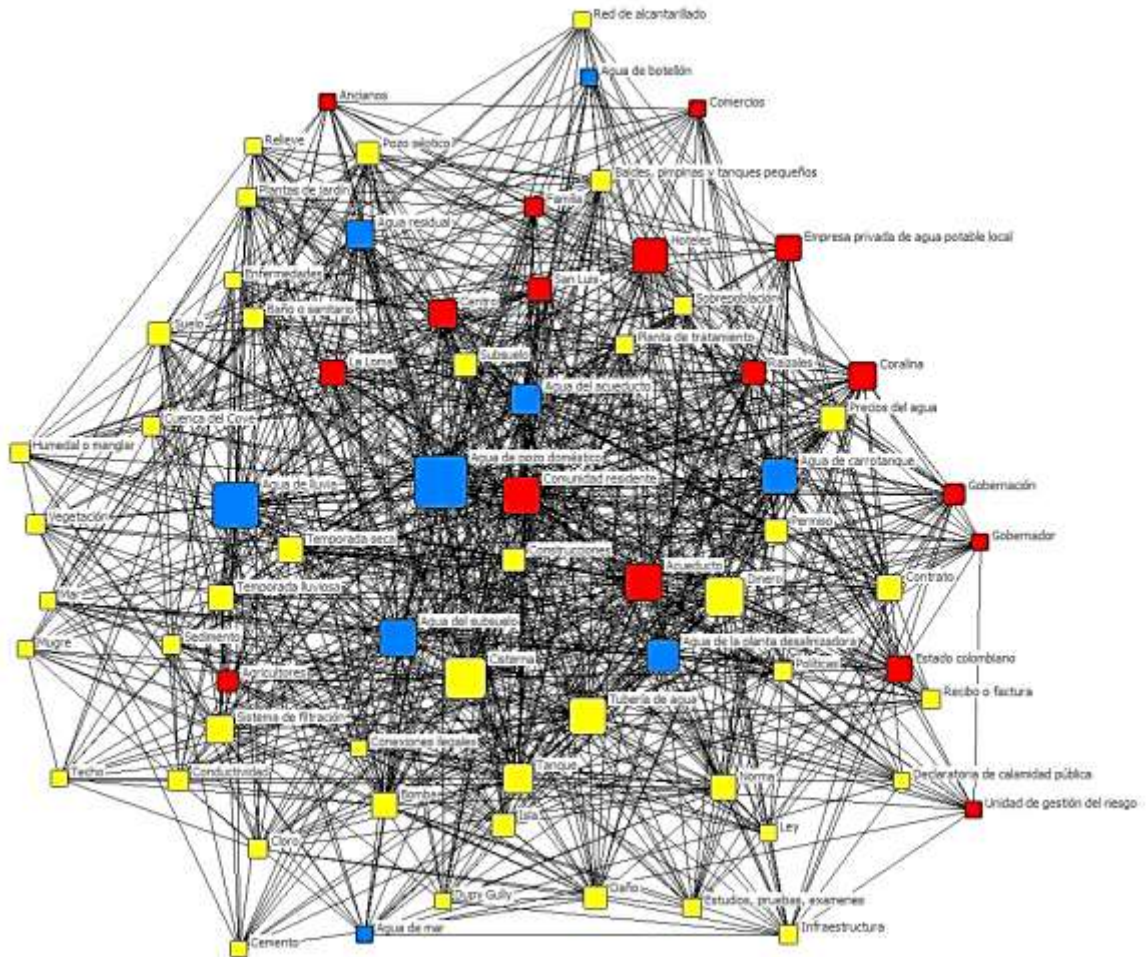 Red de alcantarillado
Agua de botellón
Ancianos
Comercios
Relieve
Pozo séptico
Baldes, pimpinas y tanques pequeños
Plantas de jardín
Familia
Agua residual
Hoteles
Empresa privada de agua potable local
Enfermedades
San Luis
Sobrepoblación
Baño o sanitario
Centro
Suelo
Planta de tratamiento
Subsuelo
La Loma
Raizales
Coralina
Agua del acueducto
Precios del agua
Cuenca del Cove
Humedal o manglar
Agua de pozo doméstico
Agua de carrotanque
Agua de lluvia
Comunidad residente
Gobernación
Vegetación
Permiso
Gobernador
Temporada seca
Construcciones
Acueducto
Dinero
Contrato
Temporada lluviosa
Mar
Agua del subsuelo
Sedimento
Agua de la planta desalinizadora
Mugre
Cisterna
Políticas
Estado colombiano
Agricultores
Recibo o factura
Tubería de agua
Sistema de filtración
Conexiones ilegales
Techo
Conductividad
Tanque
Norma
Declaratoria de calamidad pública
Bomba
Unidad de gestión del riesgo
Isla
Ley
Cloro
Gully
Daño
Estudios, pruebas, examenes
Agua de mar
Infraestructura
Cemento